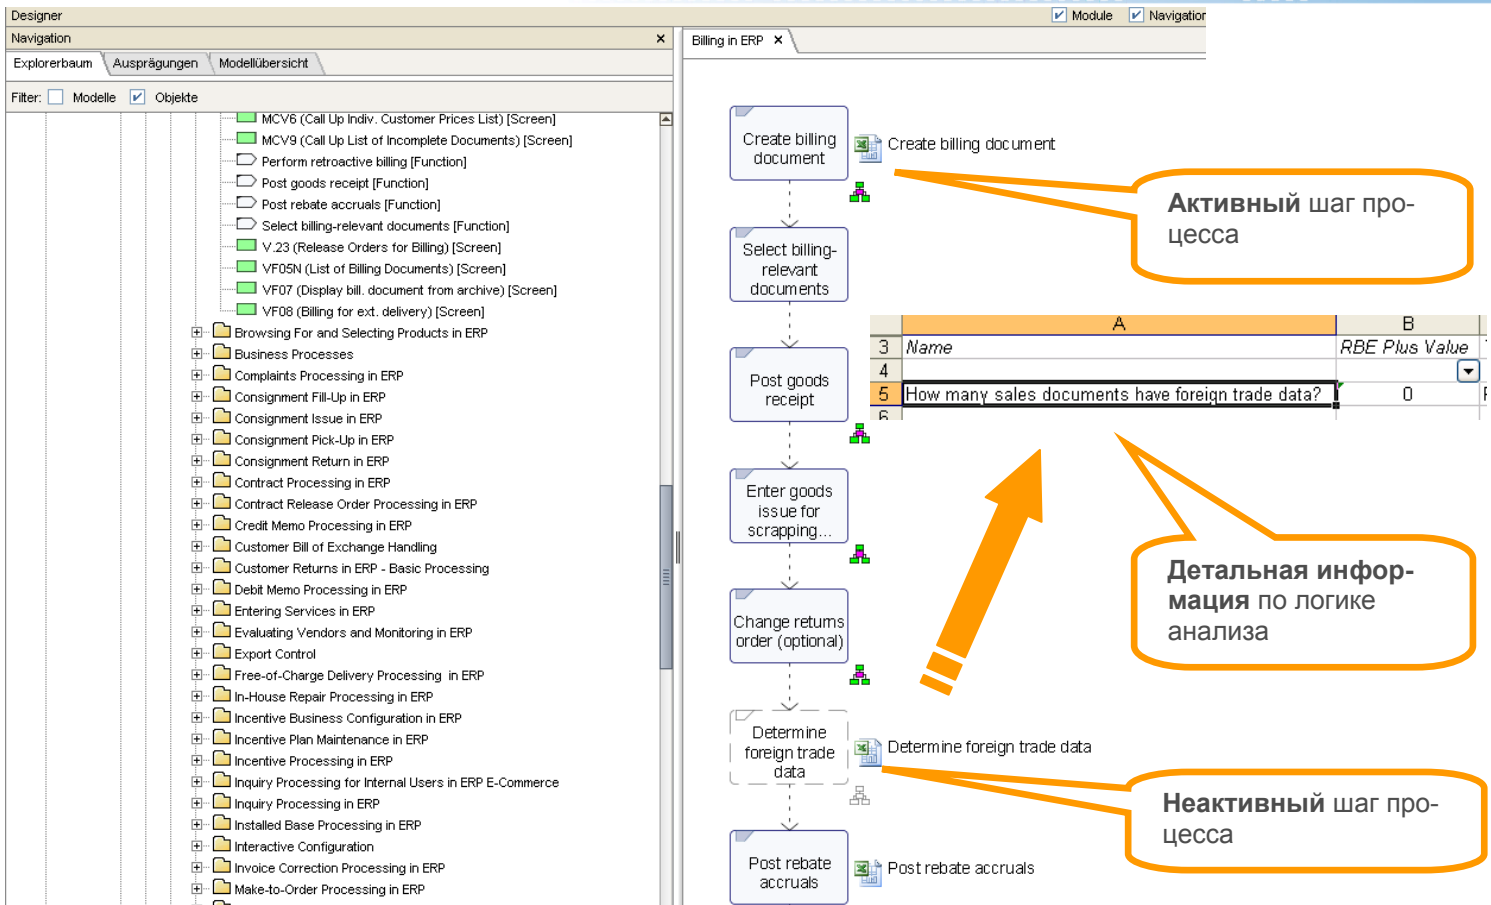 Designer
Module
Navigation
Navigation
Billing in ERP
Explorerbaum
Ausprägungen
Modellübersicht
Filter:
Modelle
Objekte
MCV6 (Call Up Indiv. Customer Prices List) [Screen]
MCV9 (Call Up List of Incomplete Documents) [Screen]
Perform retroactive billing [Function]
Post goods receipt [Function]
Post rebate accruals [Function]
Select billing-relevant documents [Function]
V.23 (Release Orders for Billing) [Screen]
VF05N (List of Billing Documents) [Screen]
VF07 (Display bill. document from archive) [Screen]
VF08 (Billing for ext. delivery) [Screen]
Browsing For and Selecting Products in ERP
Business Processes
Complaints Processing in ERP
Consignment Fill-Up in ERP
Consignment Issue in ERP
Consignment Pick-Up in ERP
Consignment Return in ERP
Contract Processing in ERP
Contract Release Order Processing in ERP
Credit Memo Processing in ERP
Customer Bill of Exchange Handling
Customer Returns in ERP - Basic Processing
Debit Memo Processing in ERP
Entering Services in ERP
Evaluating Vendors and Monitoring in ERP
Export Control
Free-of-Charge Delivery Processing in ERP
In-House Repair Processing in ERP
Incentive Business Configuration in ERP
Incentive Plan Maintenance in ERP
Incentive Processing in ERP
Inquiry Processing for Internal Users in ERP E-Commerce
Inquiry Processing in ERP
Installed Base Processing in ERP
Interactive Configuration
Invoice Correction Processing in ERP
Make-to-Order Processing in ERP
Create billing
document
Create billing document
Активный шаг про-
цесса
Select billing-
relevant
documents
A
B
3
Name
RBE Plus Value
4
5
How many sales documents have foreign trade data?
0
6
Post goods
receipt
Enter goods
issue for
scrapping...
Детальная инфор-
мация по логике
анализа
Change returns
order (optional)
Determine
foreign trade
data
Determine foreign trade data
Неактивный шаг про-
цесса
Post rebate
accruals
Post rebate accruals